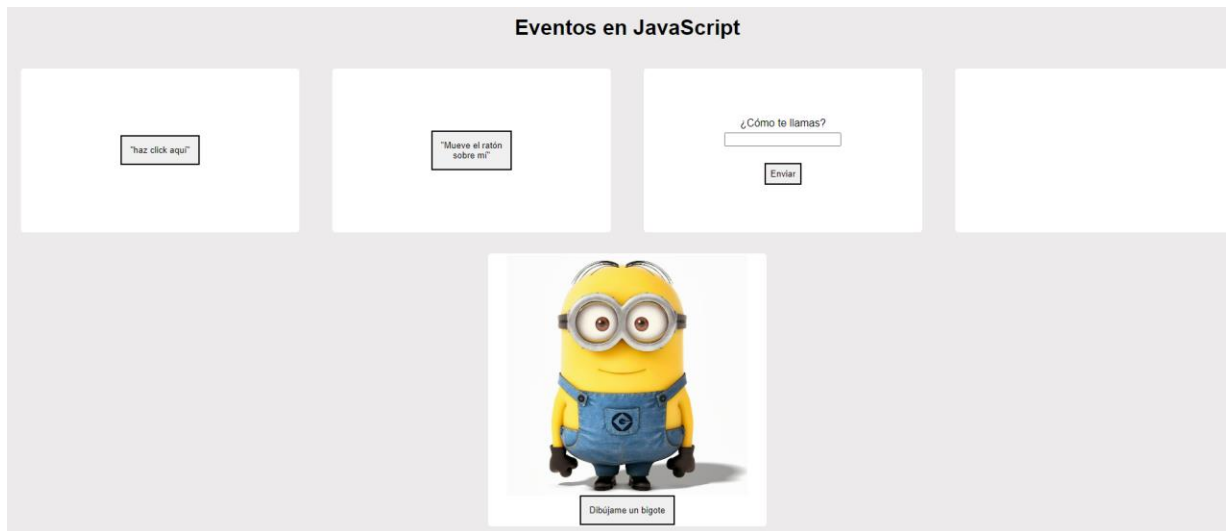 Eventos en JavaScript
"haz click aquí"
"Mueve el ratón
sobre mí"
¿Cómo te llamas?
Enviar
Dibújame un bigote